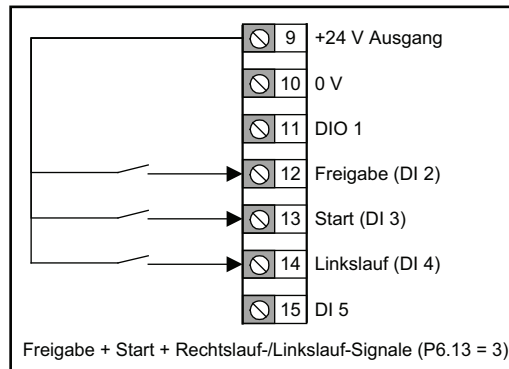 9 +24 V Ausgang
10 0 V
11 DIO 1
12 Freigabe (DI 2)
13 Start (DI 3)
14 Linkslauf (DI 4)
15 DI 5
Freigabe + Start + Rechtslauf-/Linkslauf-Signale (P6.13 = 3)